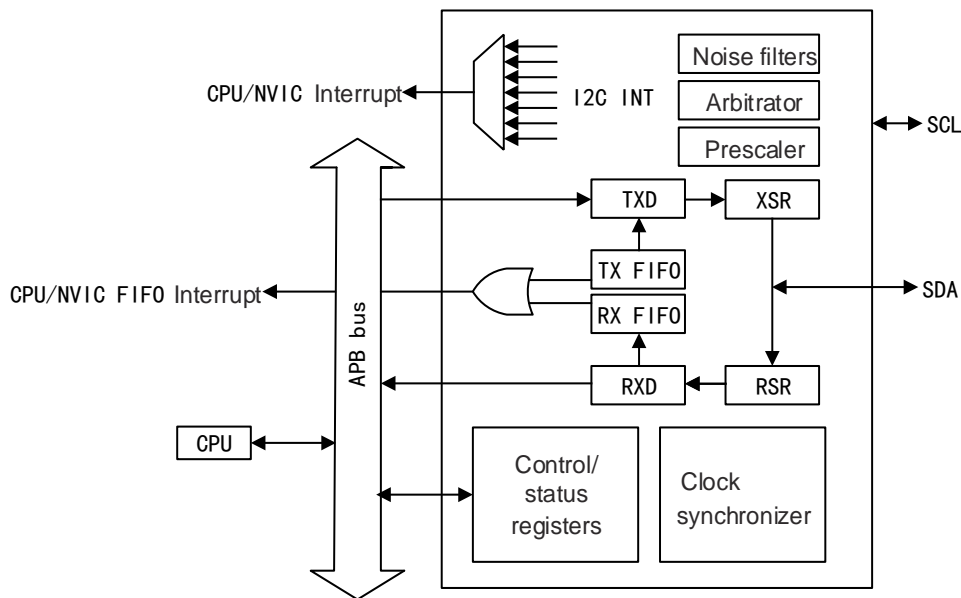 Noise filters
CPU/NVIC Interrupt
I2C INT
Arbitrator
SCL
Prescaler
TXD
XSR
TX FIFO
CPU/NVIC FIFO Interrupt
SDA
RX FIFO
APB bus
RXD
RSR
CPU
Control/
status
registers
Clock
synchronizer